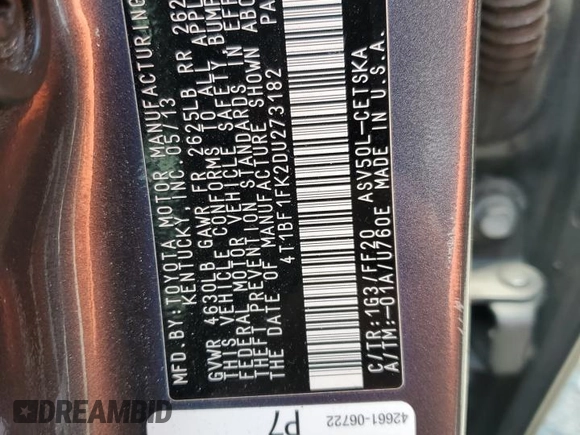 MFD.BY:TOYOTA MOTOR MANUFACTURING
KENTUCKY, INC. 05/13
GVWR 4630LB GAWR FR 2625LB RR 262
THIS VEHICLE CONFORMS TO ALL APPL
FEDERAL MOTOR VEHICLE SAFETY BUMP
THEFT PREVENTION STANDARDS IN EFF
THE DATE OF MANUFACTURE SHOWN ABO
4T1BF1FK2DU273182 PA
C/TR:1G3/FF20 ASV50L-CETSKA
A/TM:-01A/U760E MADE IN U.S.A.
42661-06722
P7
DREAMBID